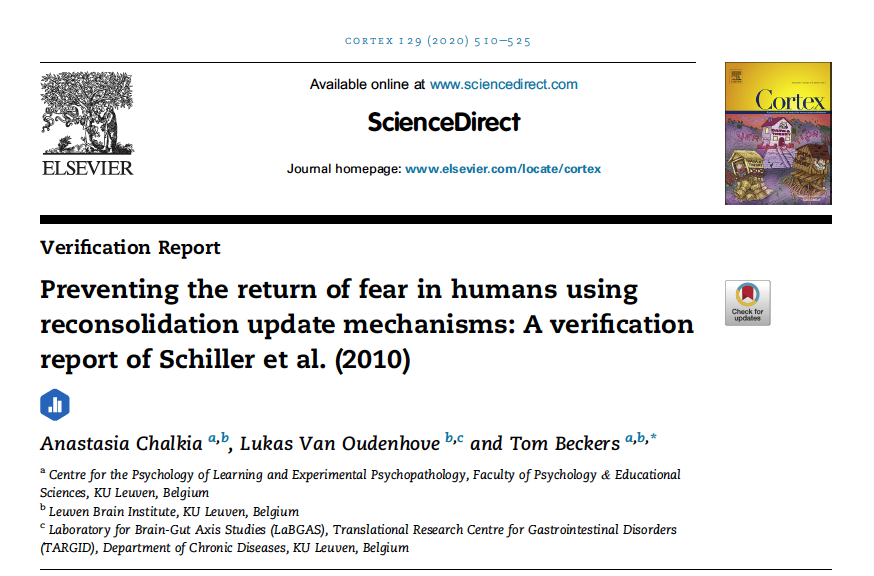 CORTEX 129 (2020) 510–525
Available online at www.sciencedirect.com
ScienceDirect
ELSEVIER
Journal homepage: www.elsevier.com/locate/cortex
Cortex
Verification Report
Preventing the return of fear in humans using
reconsolidation update mechanisms: A verification
report of Schiller et al. (2010)
Check for
updates
Anastasia Chalkia a,b, Lukas Van Oudenhove b,c and Tom Beckers a,b,*
a Centre for the Psychology of Learning and Experimental Psychopathology, Faculty of Psychology & Educational
Sciences, KU Leuven, Belgium
b Leuven Brain Institute, KU Leuven, Belgium
c Laboratory for Brain-Gut Axis Studies (LaBGAS), Translational Research Centre for Gastrointestinal Disorders
(TARGID), Department of Chronic Diseases, KU Leuven, Belgium